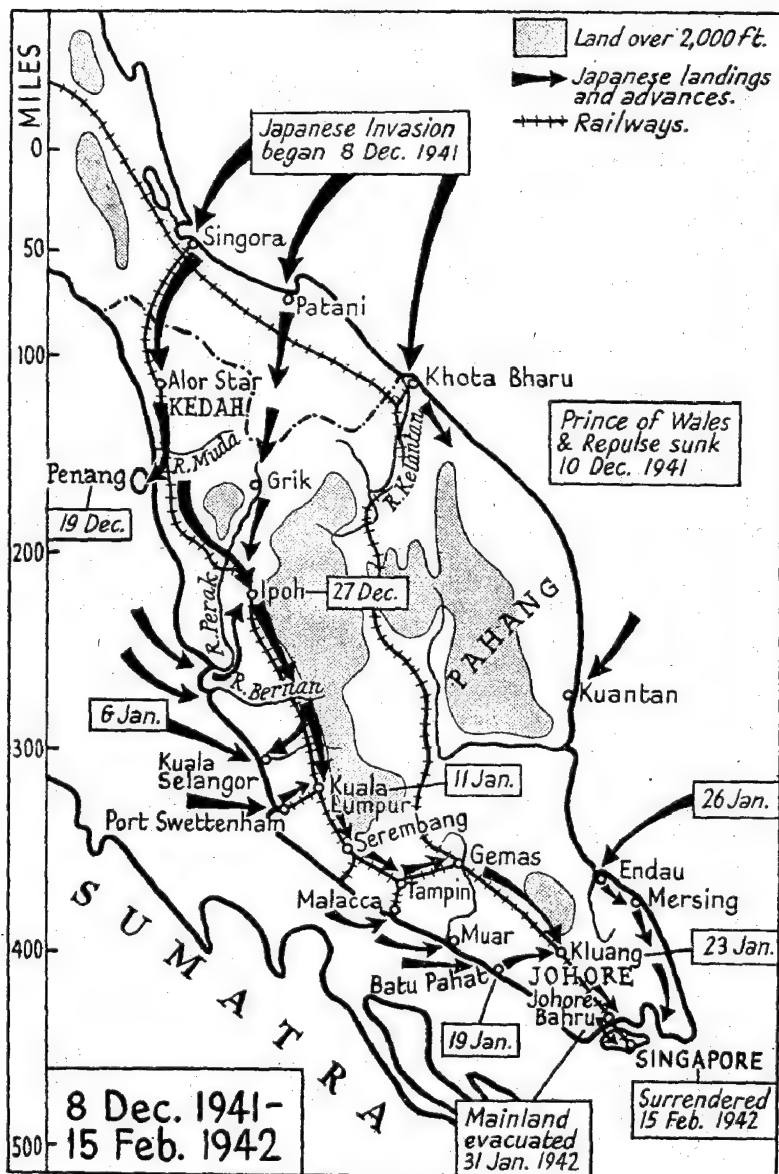 Land over 2,000 ft.
Japanese landings
and advances.
Railways.
MILES
0
50
100
200
300
400
500
Japanese Invasion
began 8 Dec. 1941
Singora
Patani
Khota Bharu
Alor Star
KEDAH
Prince of Wales
& Repulse sunk
10 Dec. 1941
R. Muda
Penang
19 Dec.
Grik
R. Kelantan
Ipoh
27 Dec.
R. Perak
PAHANG
R. Bernan
Kuantan
6 Jan.
Kuala
Selangor
Kuala
Lumpur
11 Jan.
Port Swettenham
26 Jan.
Serembang
Gemas
Endau
Mersing
Tampin
Malacca
Muar
Kluang
23 Jan.
JOHORE
Batu Pahat
Johore
Bahru
19 Jan.
SUMATRA
SINGAPORE
Surrendered
15 Feb. 1942
Mainland
evacuated
31 Jan. 1942
8 Dec. 1941-
15 Feb. 1942